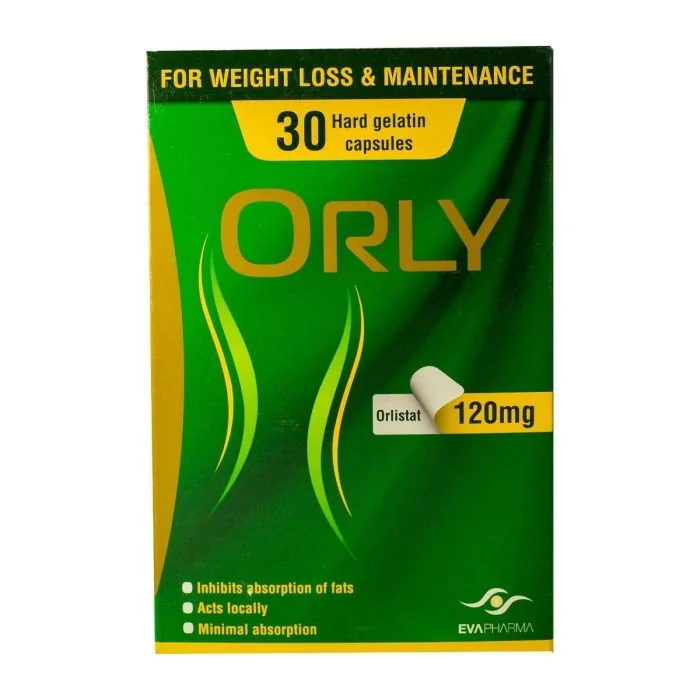 FOR WEIGHT LOSS & MAINTENANCE
30 Hard gelatin
capsules
ORLY
Orlistat 120mg
Inhibits absorption of fats
Acts locally
Minimal absorption
EVAPHARMA